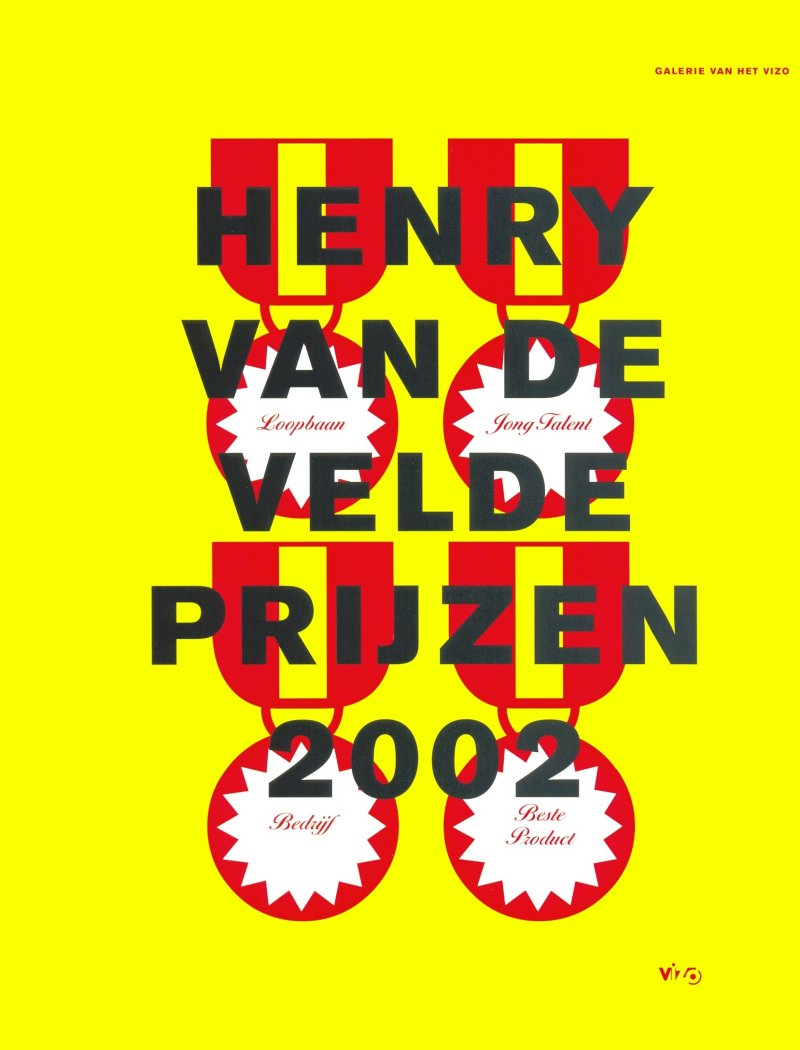 GALERIE VAN HET VIZO
HENRY
VAN DE
Loopbaan
Jong Talent
VELDE
PRIJZEN
2002
Bedrijf
Beste
Product
vizo